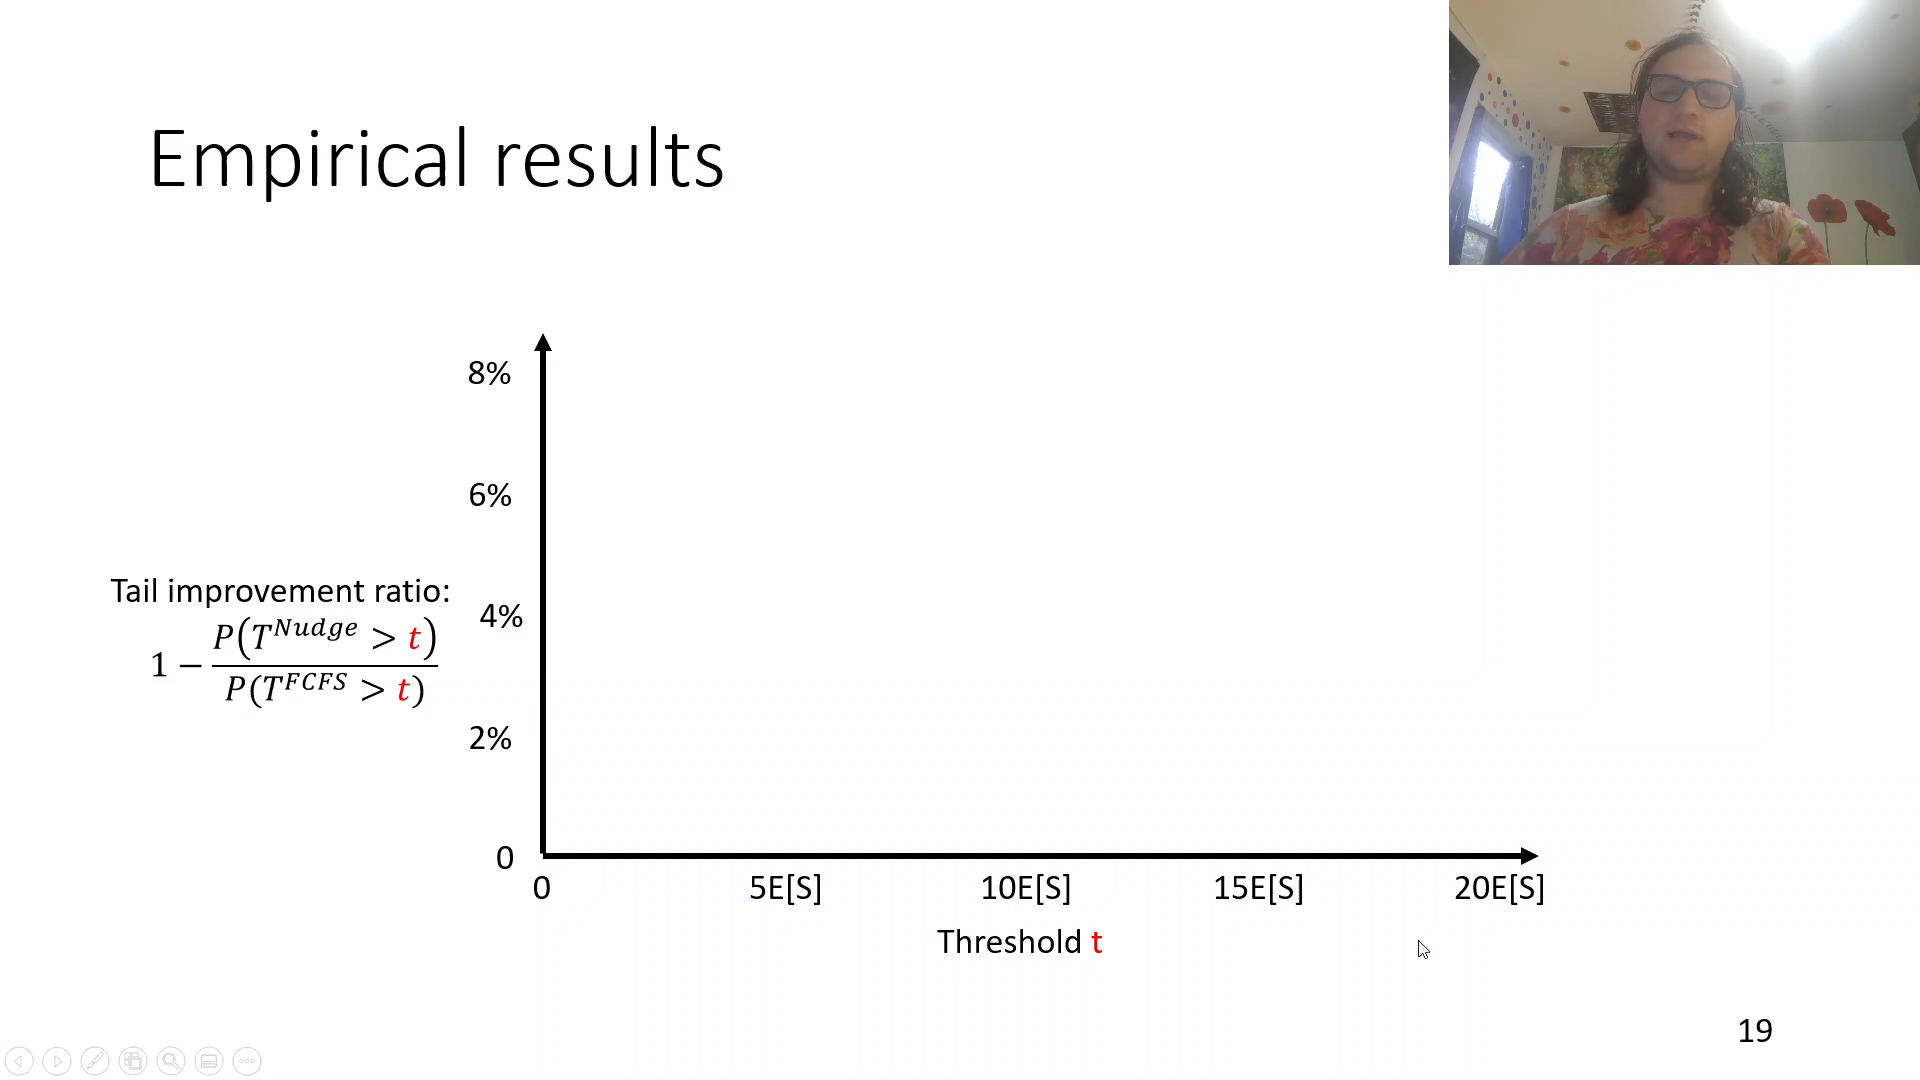 Empirical results
8%
6%
Tail improvement ratio:
4%
1 − P(T^Nudge > t) / P(T^FCFS > t)
2%
0
0 5E[S] 10E[S] 15E[S] 20E[S]
Threshold t
19